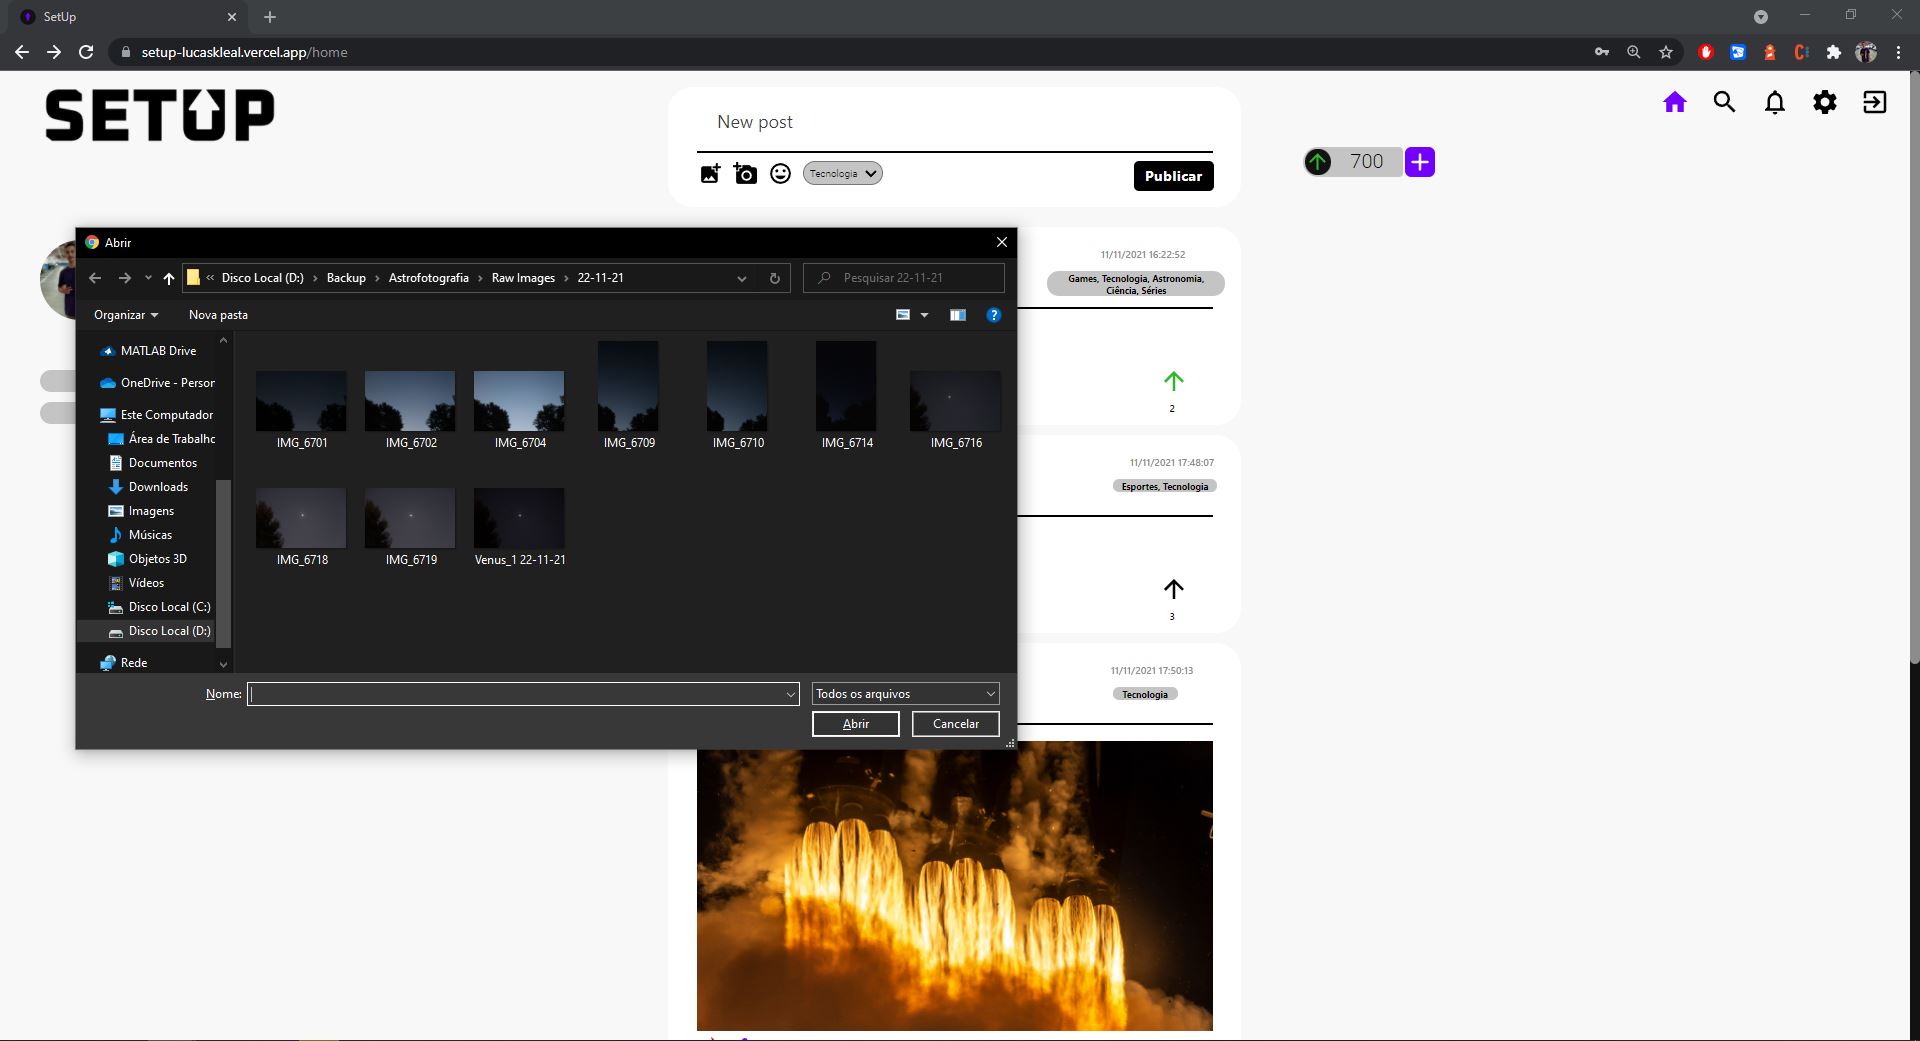 SetUp
setup-lucaskleal.vercel.app/home
SETUP
New post
Tecnologia
Publicar
700
Abrir
« Disco Local (D:) › Backup › Astrofotografia › Raw Images › 22-11-21
Pesquisar 22-11-21
Organizar
Nova pasta
MATLAB Drive
OneDrive - Person
Este Computador
Área de Trabalho
Documentos
Downloads
Imagens
Músicas
Objetos 3D
Vídeos
Disco Local (C:)
Disco Local (D:)
Rede
IMG_6701
IMG_6702
IMG_6704
IMG_6709
IMG_6710
IMG_6714
IMG_6716
IMG_6718
IMG_6719
Venus_1 22-11-21
Nome:
Todos os arquivos
Abrir
Cancelar
11/11/2021 16:22:52
Games, Tecnologia, Astronomia,
Ciência, Séries
2
11/11/2021 17:48:07
Esportes, Tecnologia
3
11/11/2021 17:50:13
Tecnologia